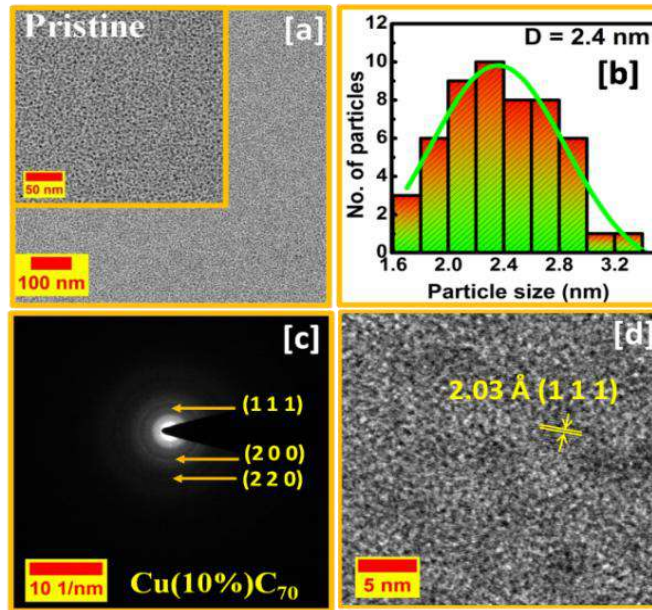 Pristine
[a]
50 nm
100 nm
D = 2.4 nm
[b]
No. of particles
12
10
8
6
4
2
0
1.6 2.0 2.4 2.8 3.2
Particle size (nm)
[c]
(1 1 1)
(2 0 0)
(2 2 0)
10 1/nm
Cu(10%)C₇₀
[d]
2.03 Å (1 1 1)
5 nm